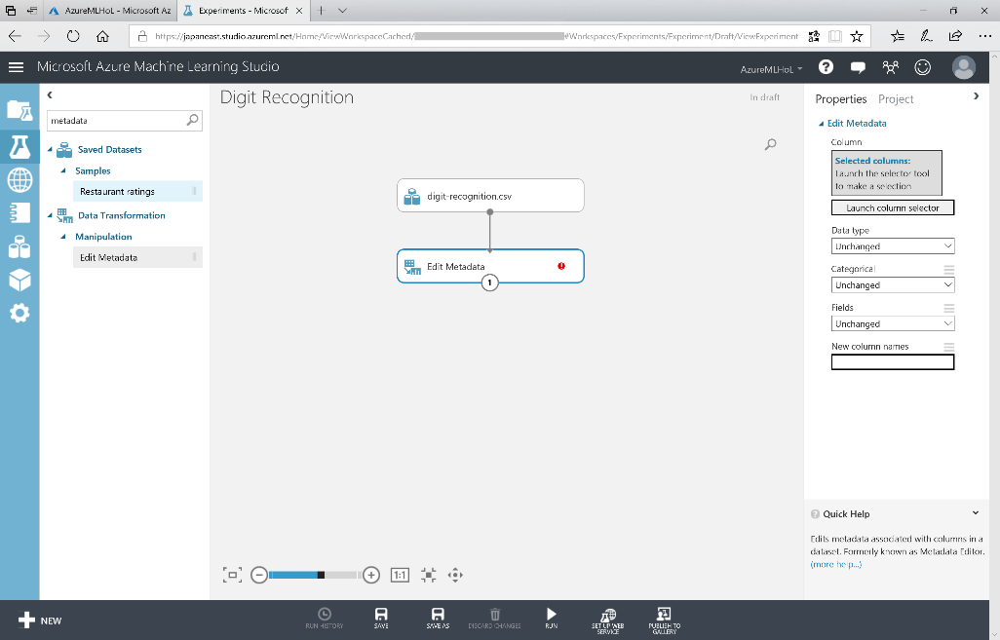 AzureMLHoL - Microsoft Az
Experiments - Microsof
https://japaneast.studio.azureml.net/Home/ViewWorkspaceCached/
#Workspaces/Experiments/Experiment/Draft/ViewExperiment
Microsoft Azure Machine Learning Studio
AzureMLHoL
metadata
Saved Datasets
Samples
Restaurant ratings
Data Transformation
Manipulation
Edit Metadata
Digit Recognition
In draft
digit-recognition.csv
Edit Metadata
1
1:1
Properties Project
Edit Metadata
Column
Selected columns:
Launch the selector tool
to make a selection
Launch column selector
Data type
Unchanged
Categorical
Unchanged
Fields
Unchanged
New column names
Quick Help
Edits metadata associated with columns in a
dataset. Formerly known as Metadata Editor.
(more help...)
NEW
RUN HISTORY
SAVE
SAVE AS
DISCARD CHANGES
RUN
SET UP WEB
SERVICE
PUBLISH TO
GALLERY